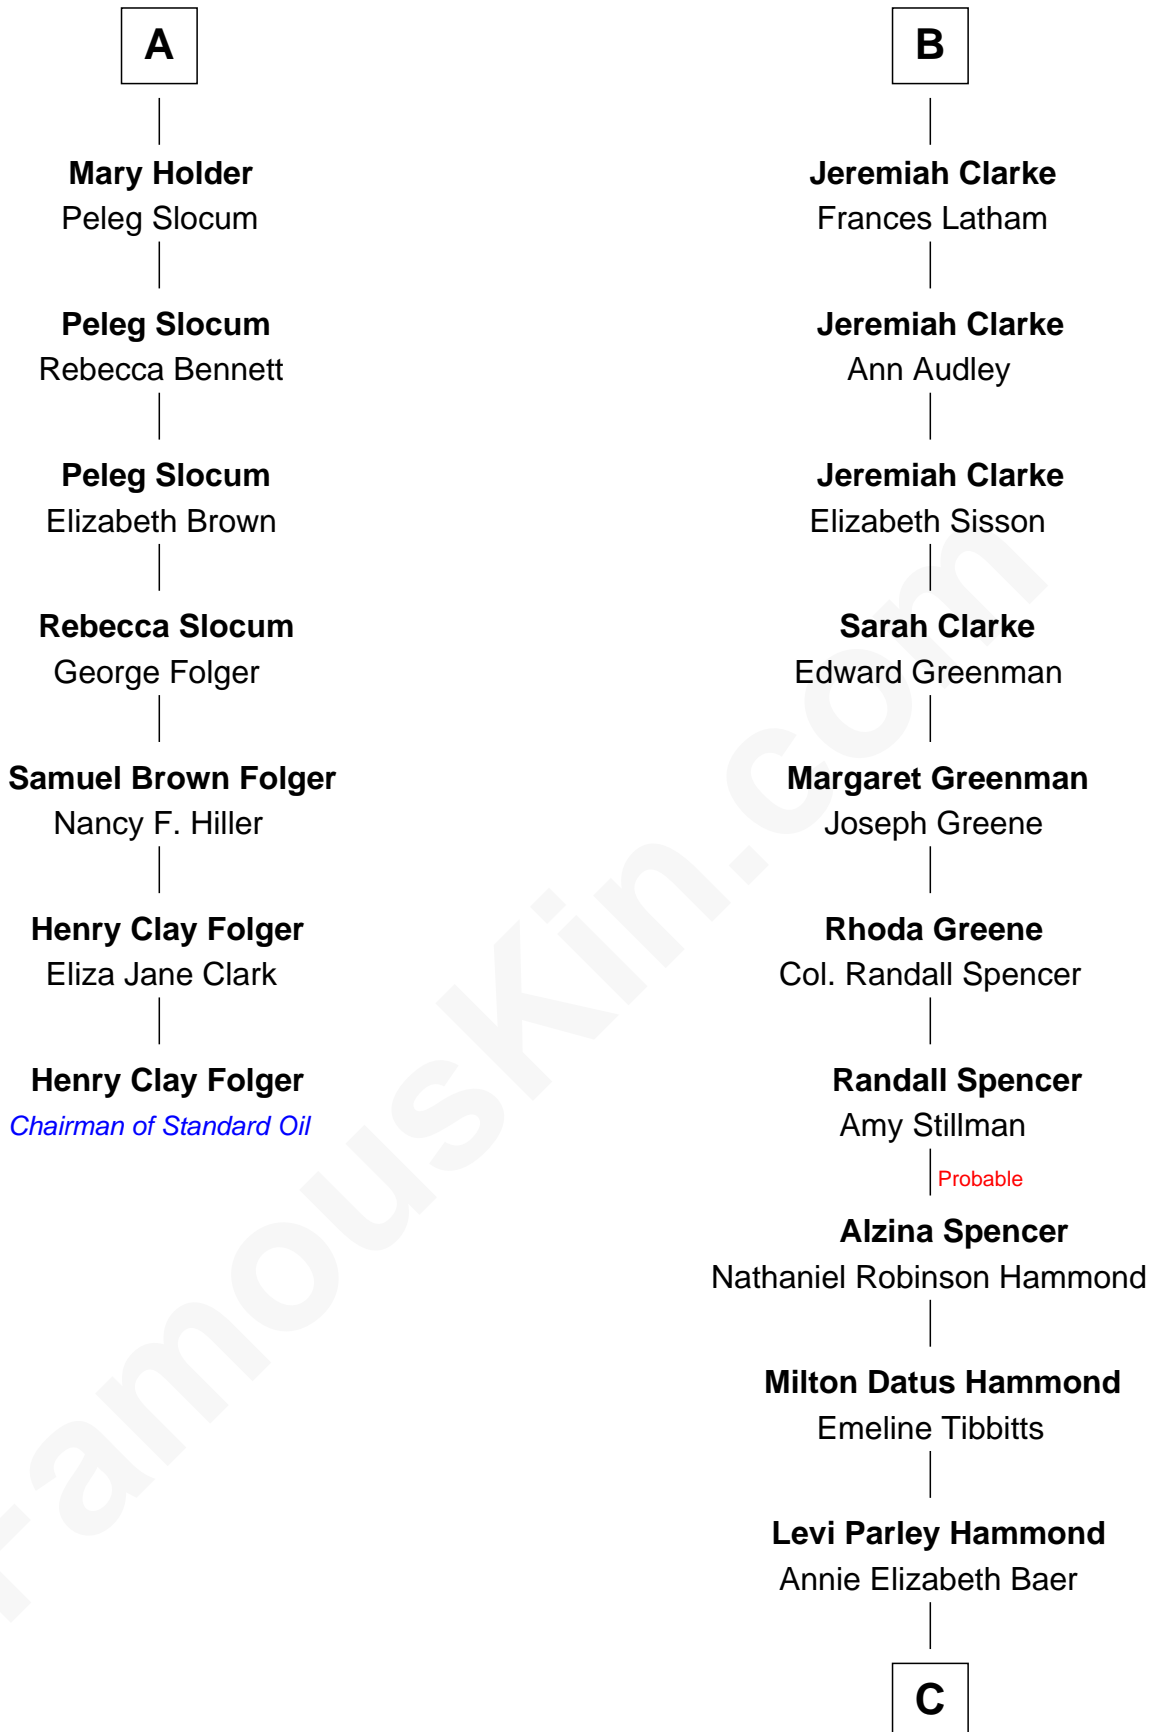 A
Mary Holder
Peleg Slocum
Peleg Slocum
Rebecca Bennett
Peleg Slocum
Elizabeth Brown
Rebecca Slocum
George Folger
Samuel Brown Folger
Nancy F. Hiller
Henry Clay Folger
Eliza Jane Clark
Henry Clay Folger
Chairman of Standard Oil
B
Jeremiah Clarke
Frances Latham
Jeremiah Clarke
Ann Audley
Jeremiah Clarke
Elizabeth Sisson
Sarah Clarke
Edward Greenman
Margaret Greenman
Joseph Greene
Rhoda Greene
Col. Randall Spencer
Randall Spencer
Amy Stillman
Probable
Alzina Spencer
Nathaniel Robinson Hammond
Milton Datus Hammond
Emeline Tibbitts
Levi Parley Hammond
Annie Elizabeth Baer
C
FamousKin.com